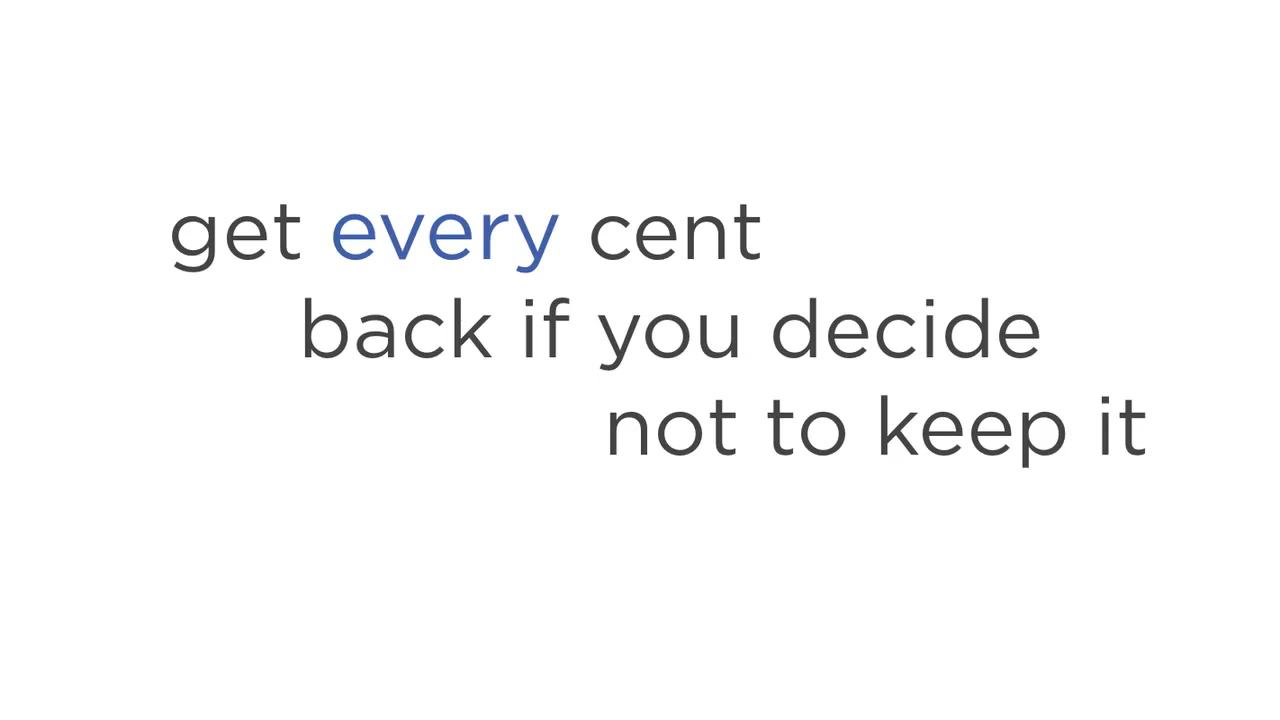 get every cent
back if you decide
not to keep it